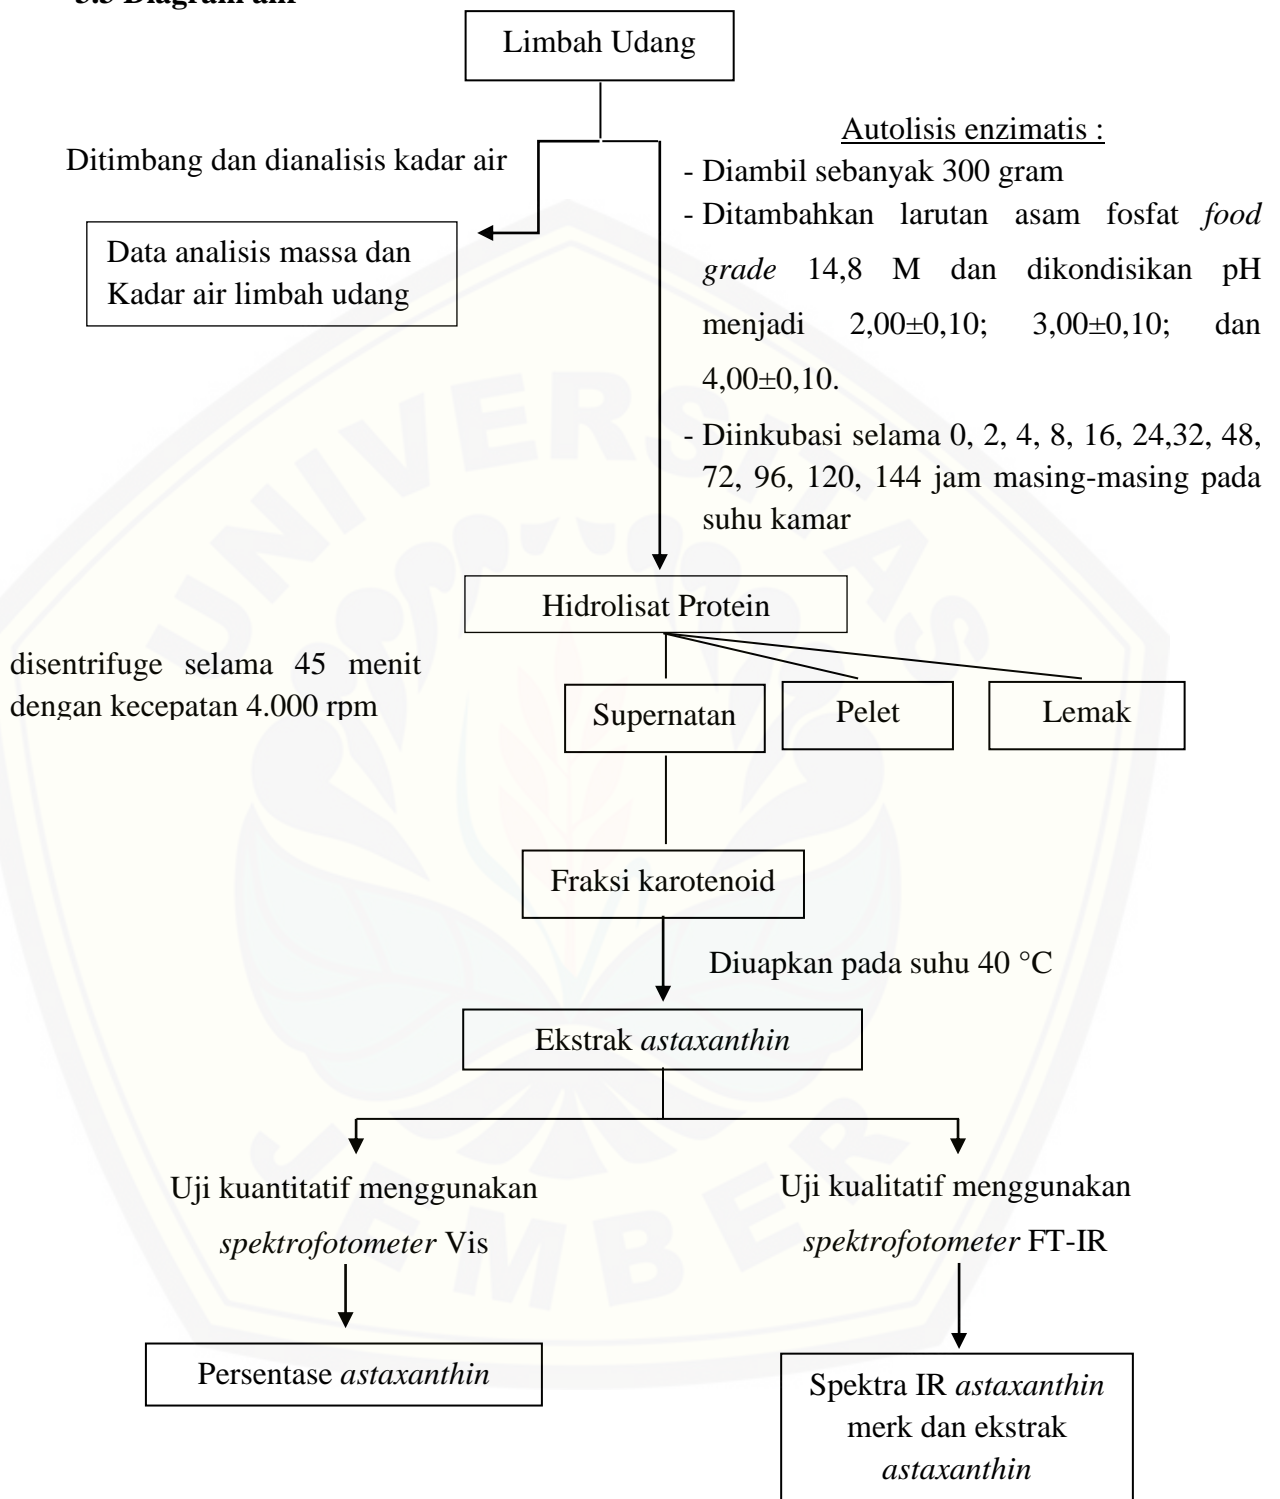 3.3 Diagram alir
Limbah Udang
Ditimbang dan dianalisis kadar air
Data analisis massa dan
Kadar air limbah udang
Autolisis enzimatis :
- Diambil sebanyak 300 gram
- Ditambahkan larutan asam fosfat food
grade 14,8 M dan dikondisikan pH
menjadi 2,00±0,10; 3,00±0,10; dan
4,00±0,10.
- Diinkubasi selama 0, 2, 4, 8, 16, 24,32, 48,
72, 96, 120, 144 jam masing-masing pada
suhu kamar
Hidrolisat Protein
disentrifuge selama 45 menit
dengan kecepatan 4.000 rpm
Supernatan
Pelet
Lemak
Fraksi karotenoid
Diuapkan pada suhu 40 °C
Ekstrak astaxanthin
Uji kuantitatif menggunakan
spektrofotometer Vis
Uji kualitatif menggunakan
spektrofotometer FT-IR
Persentase astaxanthin
Spektra IR astaxanthin
merk dan ekstrak
astaxanthin
UNIVERSITAS
JEMBER